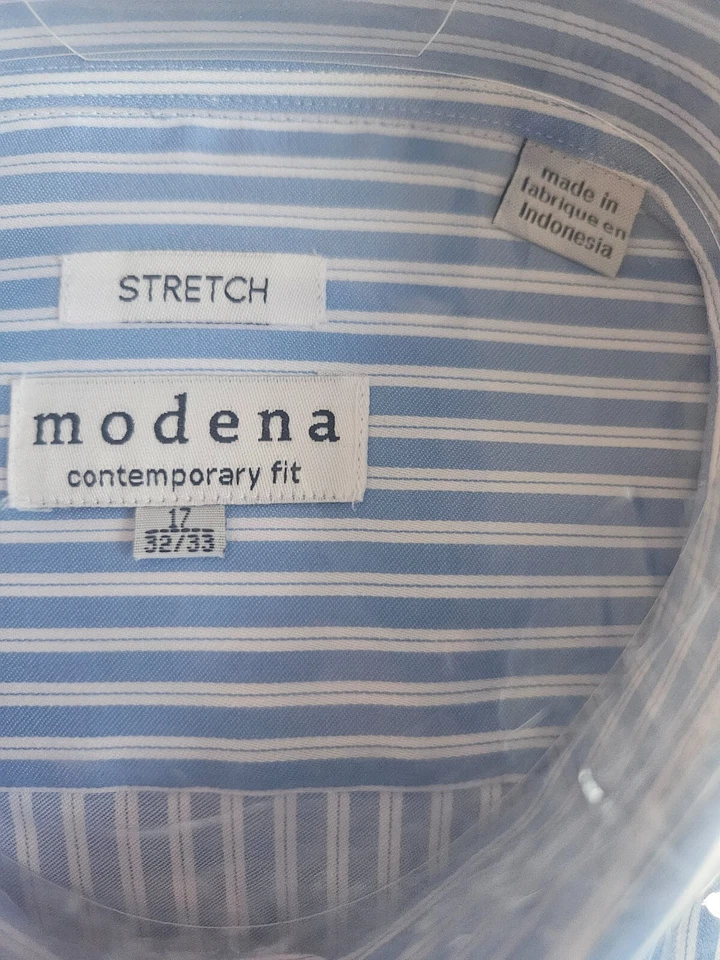 made in
fabrique en
Indonesia
STRETCH
modena
contemporary fit
17
32/33